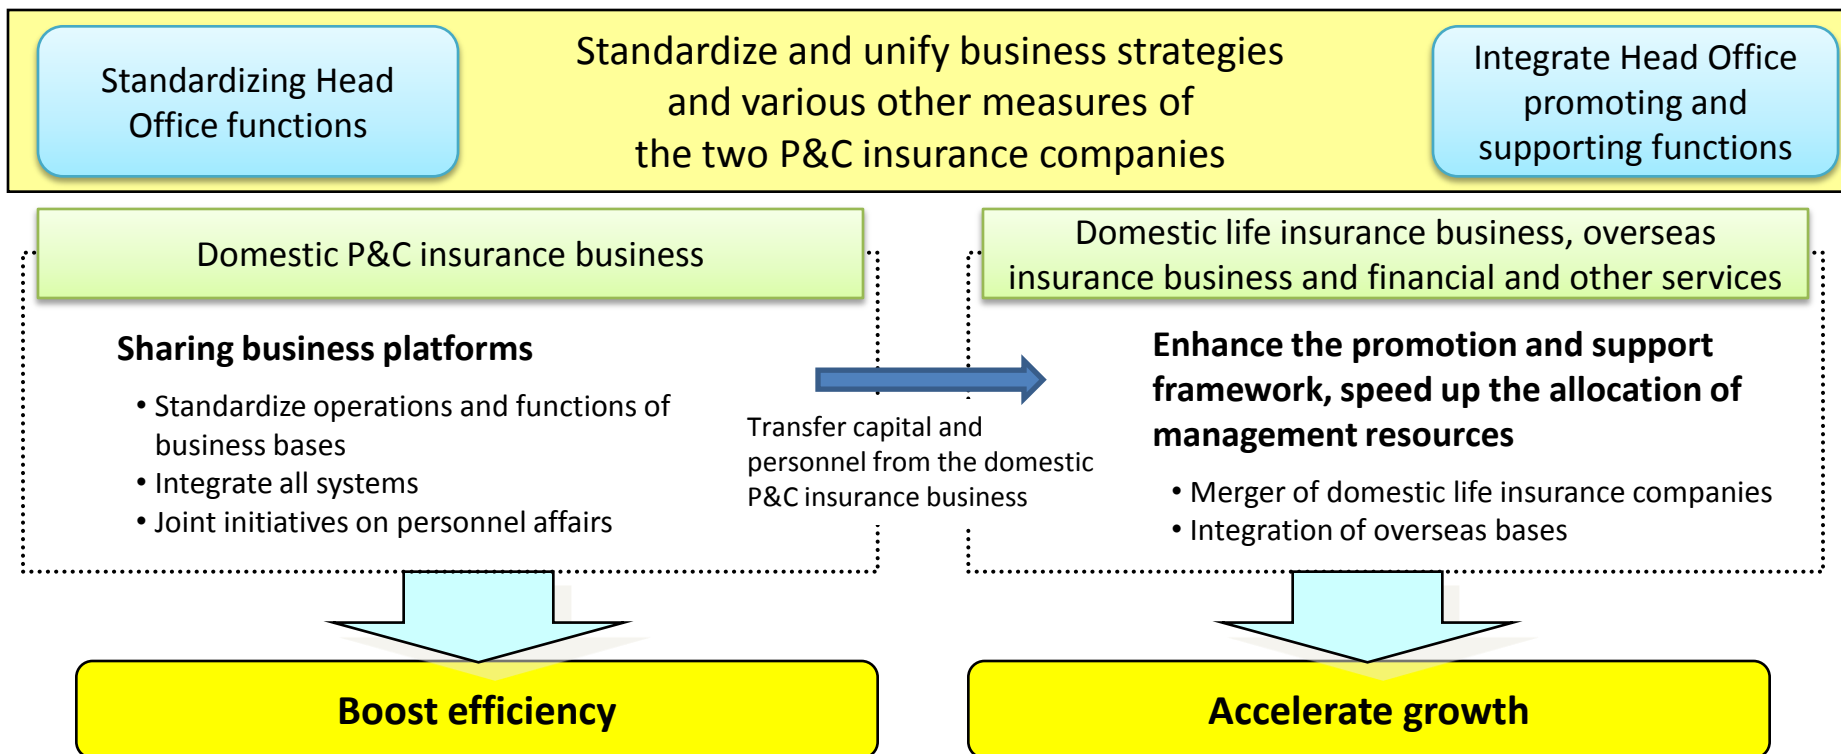 Standardizing Head
Office functions
Standardize and unify business strategies
and various other measures of
the two P&C insurance companies
Integrate Head Office
promoting and
supporting functions
Domestic P&C insurance business
Sharing business platforms
• Standardize operations and functions of
business bases
• Integrate all systems
• Joint initiatives on personnel affairs
Transfer capital and
personnel from the domestic
P&C insurance business
Domestic life insurance business, overseas
insurance business and financial and other services
Enhance the promotion and support
framework, speed up the allocation of
management resources
• Merger of domestic life insurance companies
• Integration of overseas bases
Boost efficiency
Accelerate growth